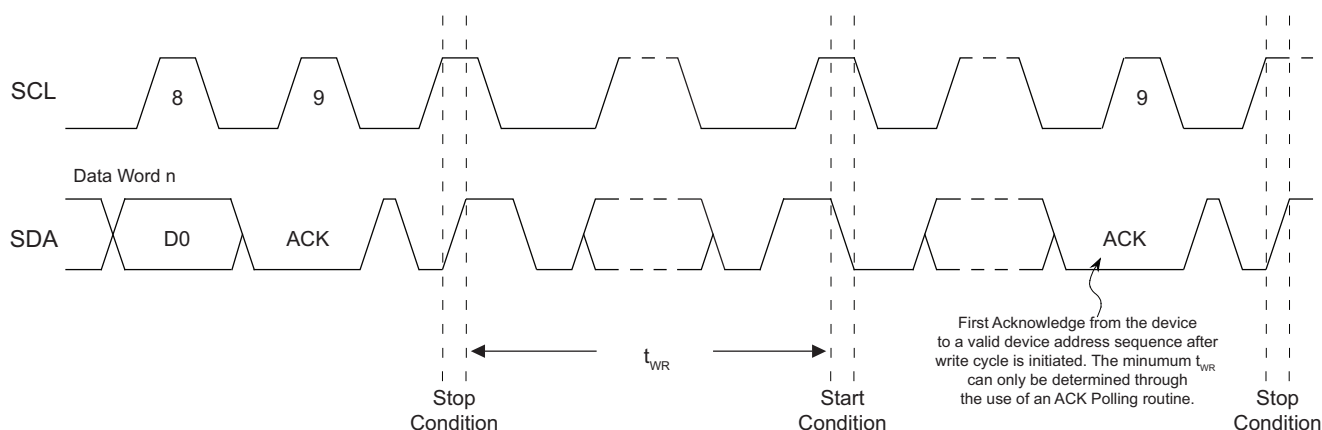 SCL
8
9
9
Data Word n
SDA
D0
ACK
ACK
First Acknowledge from the device
to a valid device address sequence after
write cycle is initiated. The minumum tWR
can only be determined through
the use of an ACK Polling routine.
tWR
Stop
Condition
Start
Condition
Stop
Condition